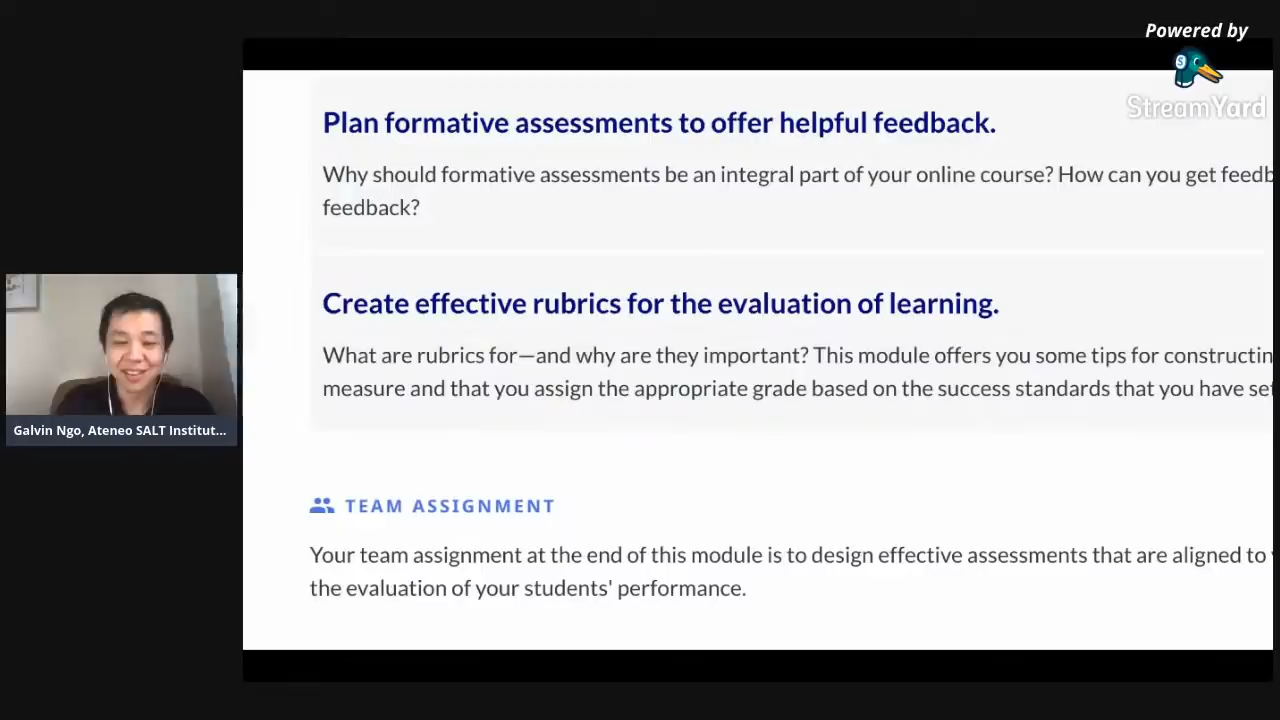 Powered by
StreamYard
Plan formative assessments to offer helpful feedback.
Why should formative assessments be an integral part of your online course? How can you get feedb
feedback?
Create effective rubrics for the evaluation of learning.
What are rubrics for—and why are they important? This module offers you some tips for constructin
measure and that you assign the appropriate grade based on the success standards that you have set
Galvin Ngo, Ateneo SALT Institut...
TEAM ASSIGNMENT
Your team assignment at the end of this module is to design effective assessments that are aligned to
the evaluation of your students' performance.